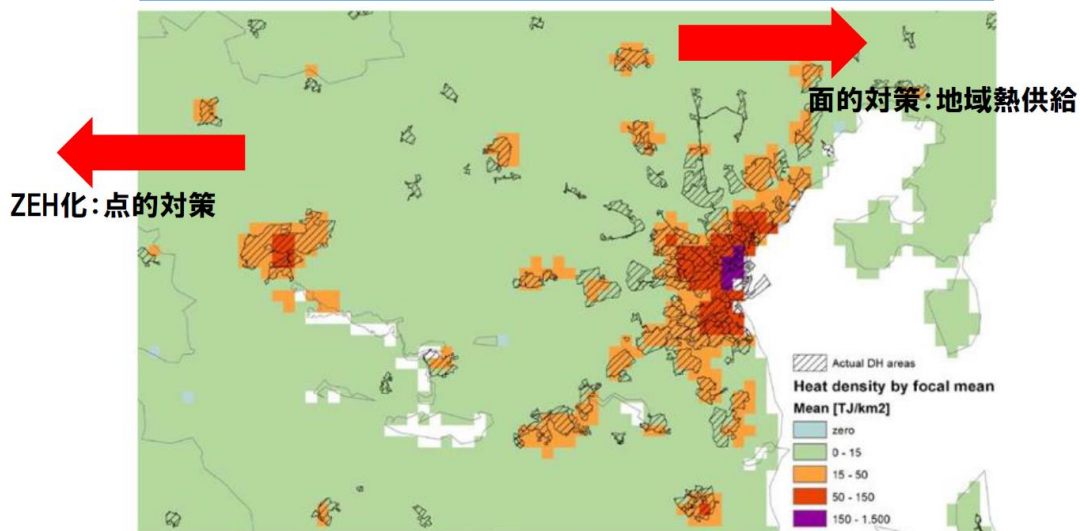 面的対策：地域熱供給
ZEH化：点的対策
Actual DH areas
Heat density by focal mean
Mean [TJ/km2]
zero
0 - 15
15 - 50
50 - 150
150 - 1.500